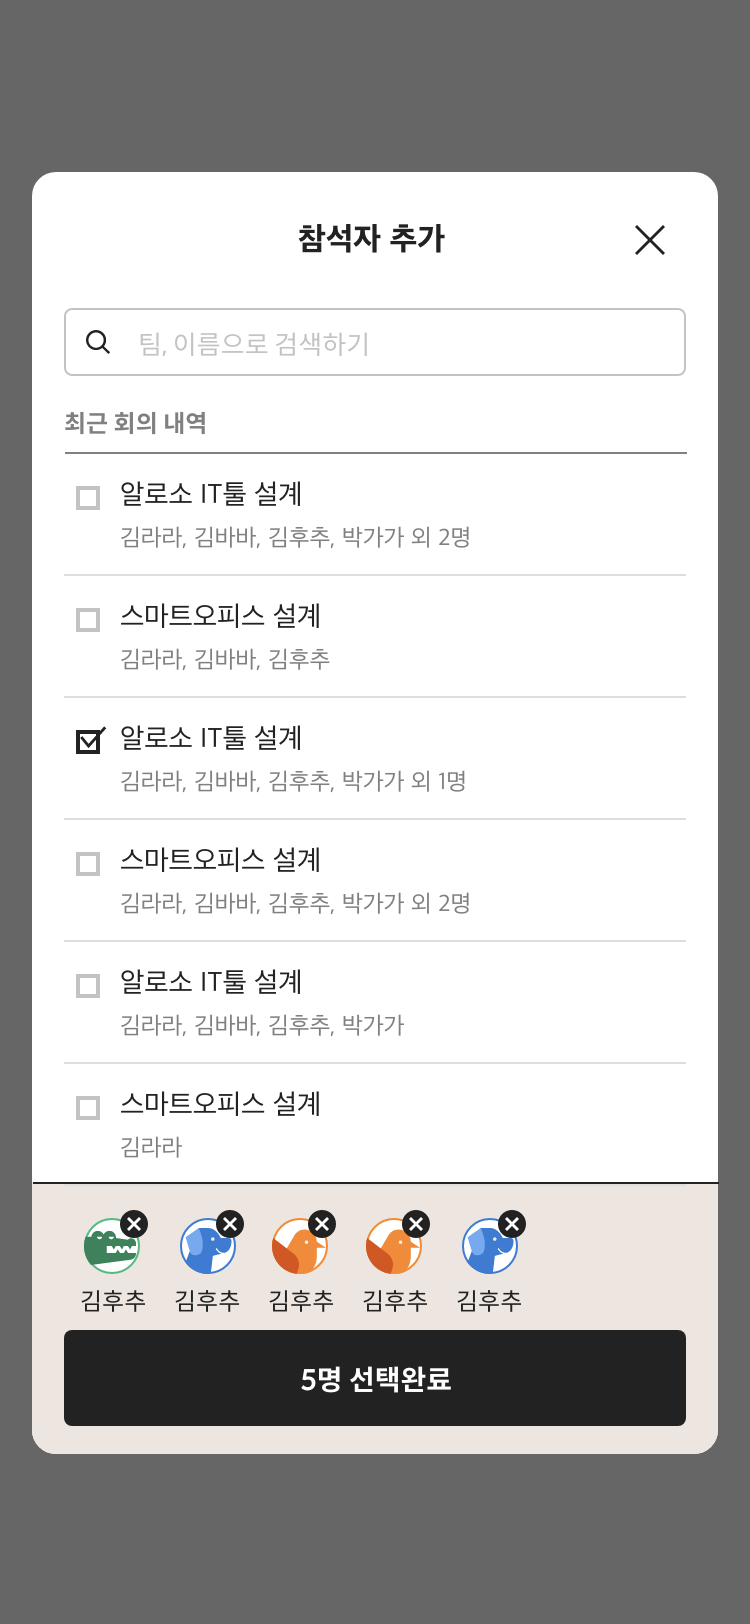 참석자 추가
팀, 이름으로 검색하기
최근 회의 내역
알로소 IT툴 설계
김라라, 김바바, 김후추, 박가가 외 2명
스마트오피스 설계
김라라, 김바바, 김후추
알로소 IT툴 설계
김라라, 김바바, 김후추, 박가가 외 1명
스마트오피스 설계
김라라, 김바바, 김후추, 박가가 외 2명
알로소 IT툴 설계
김라라, 김바바, 김후추, 박가가
스마트오피스 설계
김라라
김후추 김후추 김후추 김후추 김후추
5명 선택완료